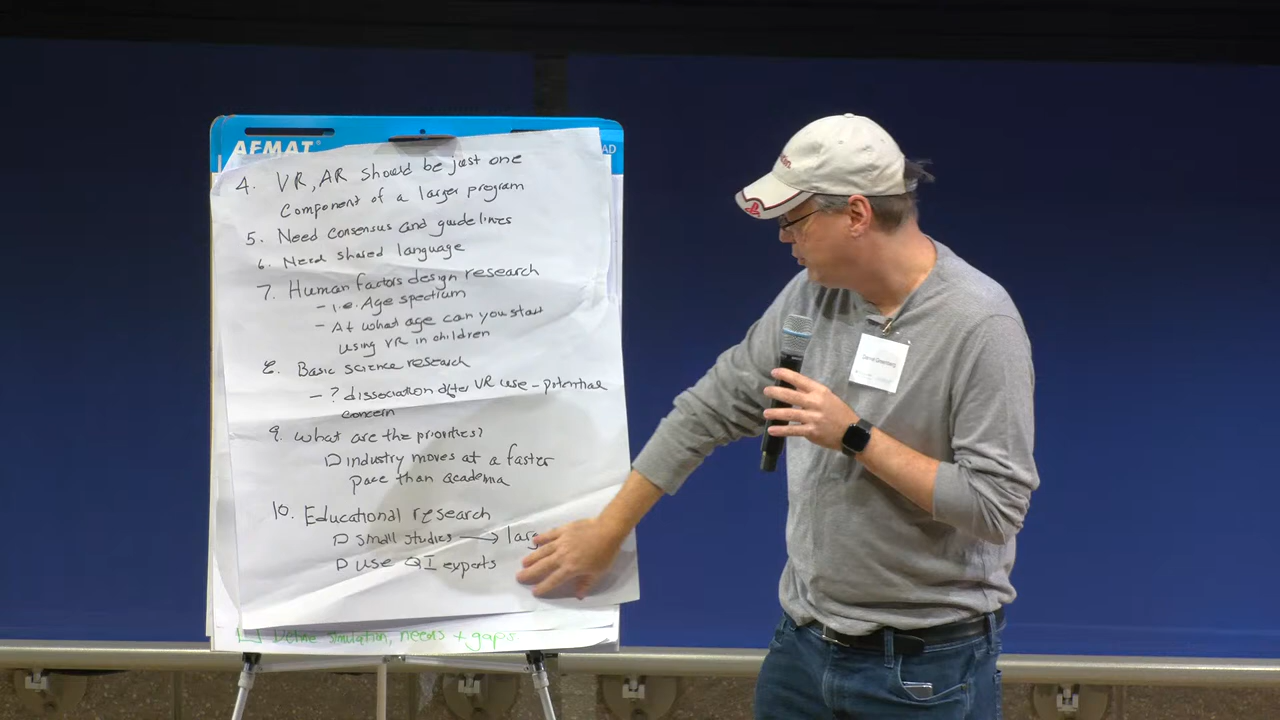 AFMAT®
AD
4. VR, AR should be just one
component of a larger program
5. Need consensus and guidelines
6. Need shared language
7. Human factors design research
- i.e. Age spectrum
- At what age can you start
using VR in children
8. Basic science research
- ? dissociation after VR use - potential
concern
9. What are the priorities?
industry moves at a faster
pace than academia
10. Educational research
small studies → larg
use QI experts
Define simulation, needs + gaps